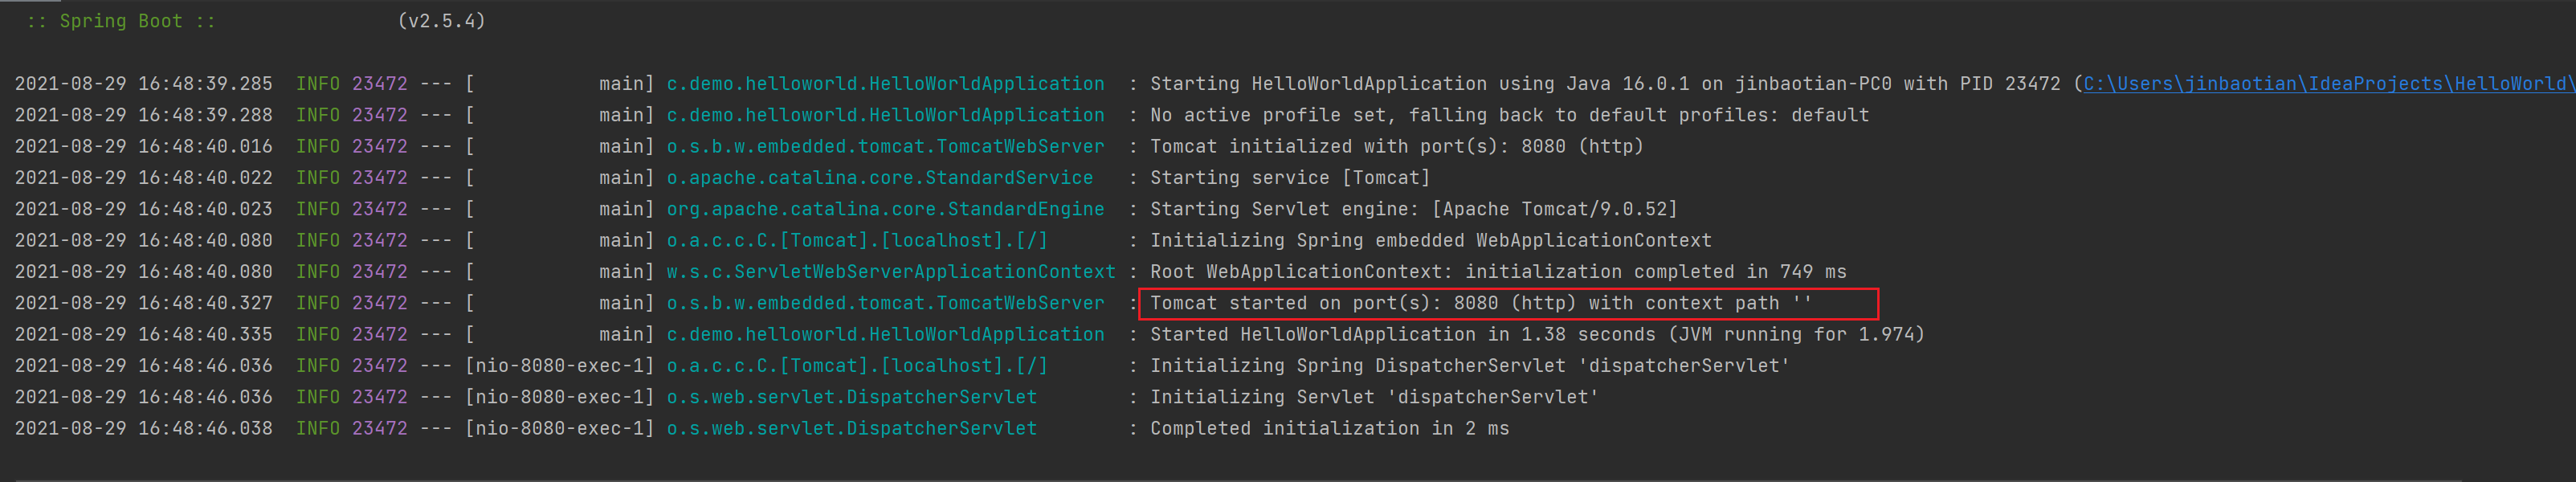 :: Spring Boot ::                (v2.5.4)
2021-08-29 16:48:39.285  INFO 23472 --- [           main] c.demo.helloworld.HelloWorldApplication  : Starting HelloWorldApplication using Java 16.0.1 on jinbaotian-PC0 with PID 23472 (C:\Users\jinbaotian\IdeaProjects\HelloWorld\
2021-08-29 16:48:39.288  INFO 23472 --- [           main] c.demo.helloworld.HelloWorldApplication  : No active profile set, falling back to default profiles: default
2021-08-29 16:48:40.016  INFO 23472 --- [           main] o.s.b.w.embedded.tomcat.TomcatWebServer  : Tomcat initialized with port(s): 8080 (http)
2021-08-29 16:48:40.022  INFO 23472 --- [           main] o.apache.catalina.core.StandardService   : Starting service [Tomcat]
2021-08-29 16:48:40.023  INFO 23472 --- [           main] org.apache.catalina.core.StandardEngine  : Starting Servlet engine: [Apache Tomcat/9.0.52]
2021-08-29 16:48:40.080  INFO 23472 --- [           main] o.a.c.c.C.[Tomcat].[localhost].[/]       : Initializing Spring embedded WebApplicationContext
2021-08-29 16:48:40.080  INFO 23472 --- [           main] w.s.c.ServletWebServerApplicationContext : Root WebApplicationContext: initialization completed in 749 ms
2021-08-29 16:48:40.327  INFO 23472 --- [           main] o.s.b.w.embedded.tomcat.TomcatWebServer  : Tomcat started on port(s): 8080 (http) with context path ''
2021-08-29 16:48:40.335  INFO 23472 --- [           main] c.demo.helloworld.HelloWorldApplication  : Started HelloWorldApplication in 1.38 seconds (JVM running for 1.974)
2021-08-29 16:48:46.036  INFO 23472 --- [nio-8080-exec-1] o.a.c.c.C.[Tomcat].[localhost].[/]       : Initializing Spring DispatcherServlet 'dispatcherServlet'
2021-08-29 16:48:46.036  INFO 23472 --- [nio-8080-exec-1] o.s.web.servlet.DispatcherServlet        : Initializing Servlet 'dispatcherServlet'
2021-08-29 16:48:46.038  INFO 23472 --- [nio-8080-exec-1] o.s.web.servlet.DispatcherServlet        : Completed initialization in 2 ms